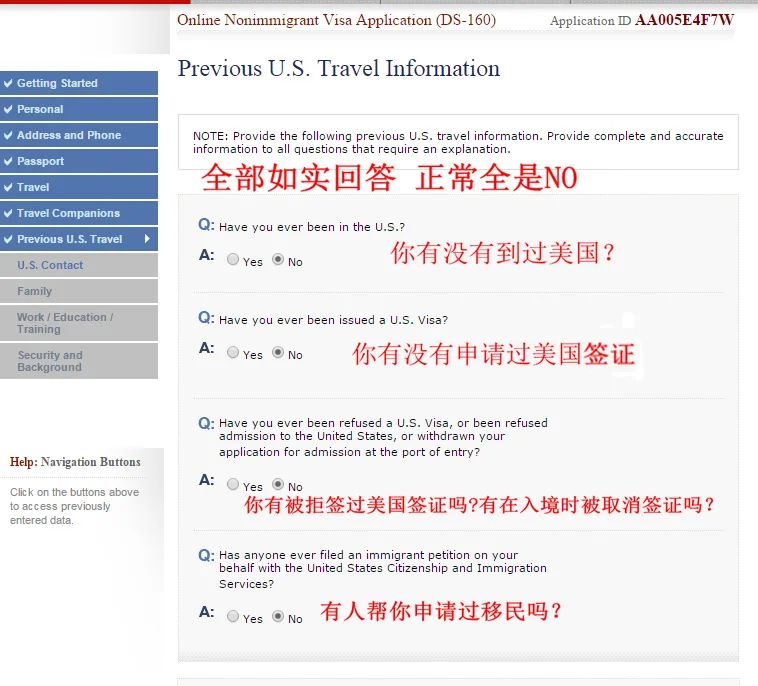 Online Nonimmigrant Visa Application (DS-160)
Application ID AA005E4F7W
Getting Started
Personal
Address and Phone
Passport
Travel
Travel Companions
Previous U.S. Travel
U.S. Contact
Family
Work / Education /
Training
Security and
Background
Help: Navigation Buttons
Click on the buttons above
to access previously
entered data.
Previous U.S. Travel Information
NOTE: Provide the following previous U.S. travel information. Provide complete and accurate
information to all questions that require an explanation.
全部如实回答 正常全是NO
Q: Have you ever been in the U.S.?
A: Yes No
你有没有到过美国?
Q: Have you ever been issued a U.S. Visa?
A: Yes No
你有没有申请过美国签证
Q: Have you ever been refused a U.S. Visa, or been refused
admission to the United States, or withdrawn your
application for admission at the port of entry?
A: Yes No
你有被拒签过美国签证吗?有在入境时被取消签证吗?
Q: Has anyone ever filed an immigrant petition on your
behalf with the United States Citizenship and Immigration
Services?
A: Yes No
有人帮你申请过移民吗?